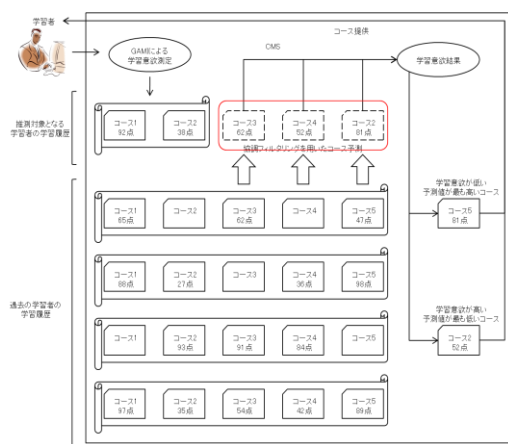 学習者
コース提供
GAMIによる
学習意欲測定
CMS
学習意欲結果
推測対象となる
学習者の学習履歴
コース1
92点
コース2
38点
コース3
62点
コース4
52点
コース2
81点
協調フィルタリングを用いたコース予測
学習意欲が低い
予測値が最も高いコース
コース5
81点
過去の学習者の
学習履歴
コース1
65点
コース2
コース3
62点
コース4
コース5
47点
コース1
88点
コース2
27点
コース3
コース4
36点
コース5
98点
学習意欲が高い
予測値が最も低いコース
コース2
52点
コース1
コース2
93点
コース3
91点
コース4
84点
コース5
コース1
97点
コース2
35点
コース3
54点
コース4
42点
コース5
89点